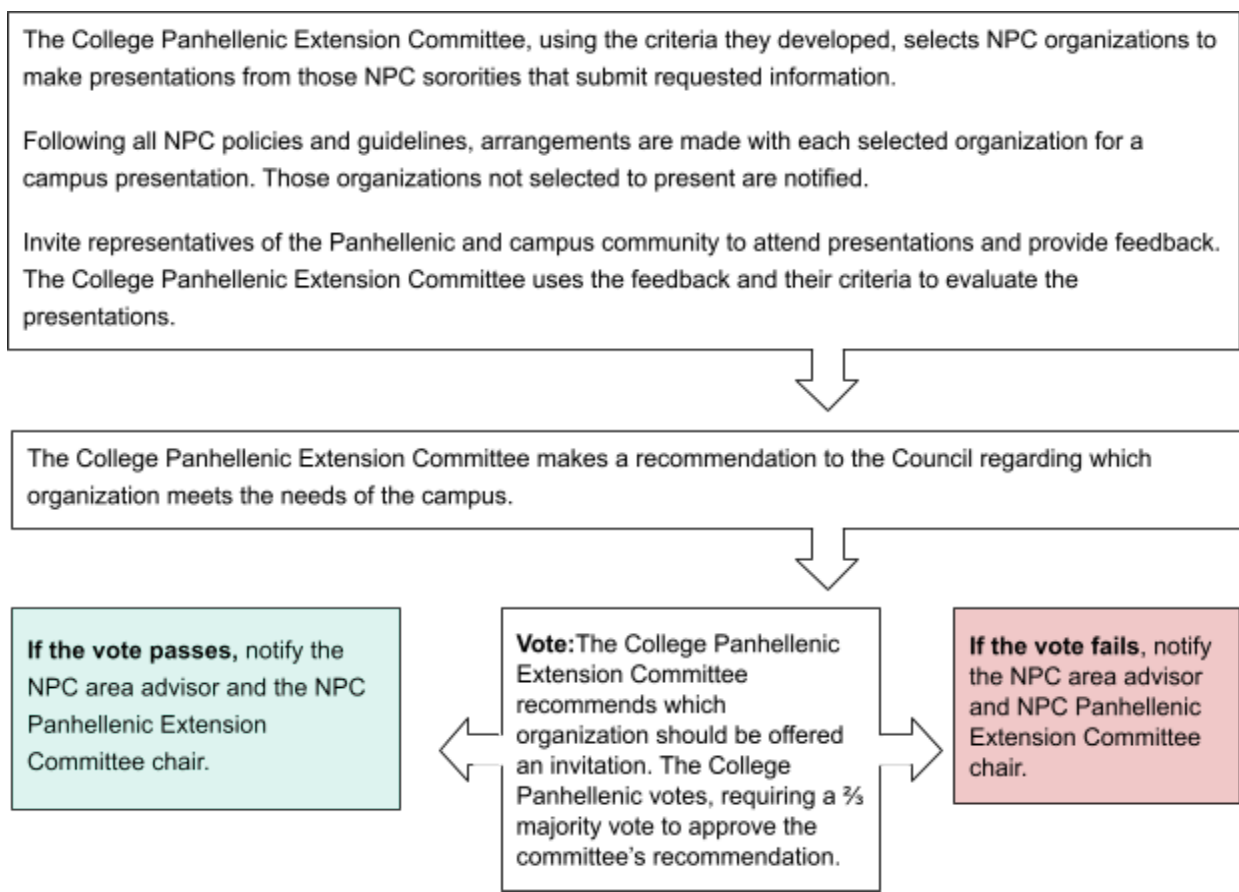 The College Panhellenic Extension Committee, using the criteria they developed, selects NPC organizations to
make presentations from those NPC sororities that submit requested information.
Following all NPC policies and guidelines, arrangements are made with each selected organization for a
campus presentation. Those organizations not selected to present are notified.
Invite representatives of the Panhellenic and campus community to attend presentations and provide feedback.
The College Panhellenic Extension Committee uses the feedback and their criteria to evaluate the
presentations.
The College Panhellenic Extension Committee makes a recommendation to the Council regarding which
organization meets the needs of the campus.
If the vote passes, notify the
NPC area advisor and the NPC
Panhellenic Extension
Committee chair.
Vote:The College Panhellenic
Extension Committee
recommends which
organization should be offered
an invitation. The College
Panhellenic votes, requiring a ⅔
majority vote to approve the
committee's recommendation.
If the vote fails, notify
the NPC area advisor
and NPC Panhellenic
Extension Committee
chair.